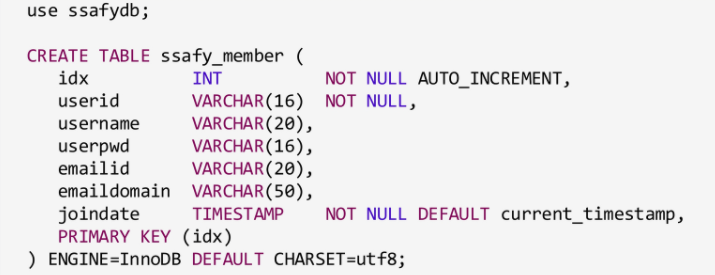 use ssafydb;
CREATE TABLE ssafy_member (
idx INT NOT NULL AUTO_INCREMENT,
userid VARCHAR(16) NOT NULL,
username VARCHAR(20),
userpwd VARCHAR(16),
emailid VARCHAR(20),
emaildomain VARCHAR(50),
joindate TIMESTAMP NOT NULL DEFAULT current_timestamp,
PRIMARY KEY (idx)
) ENGINE=InnoDB DEFAULT CHARSET=utf8;